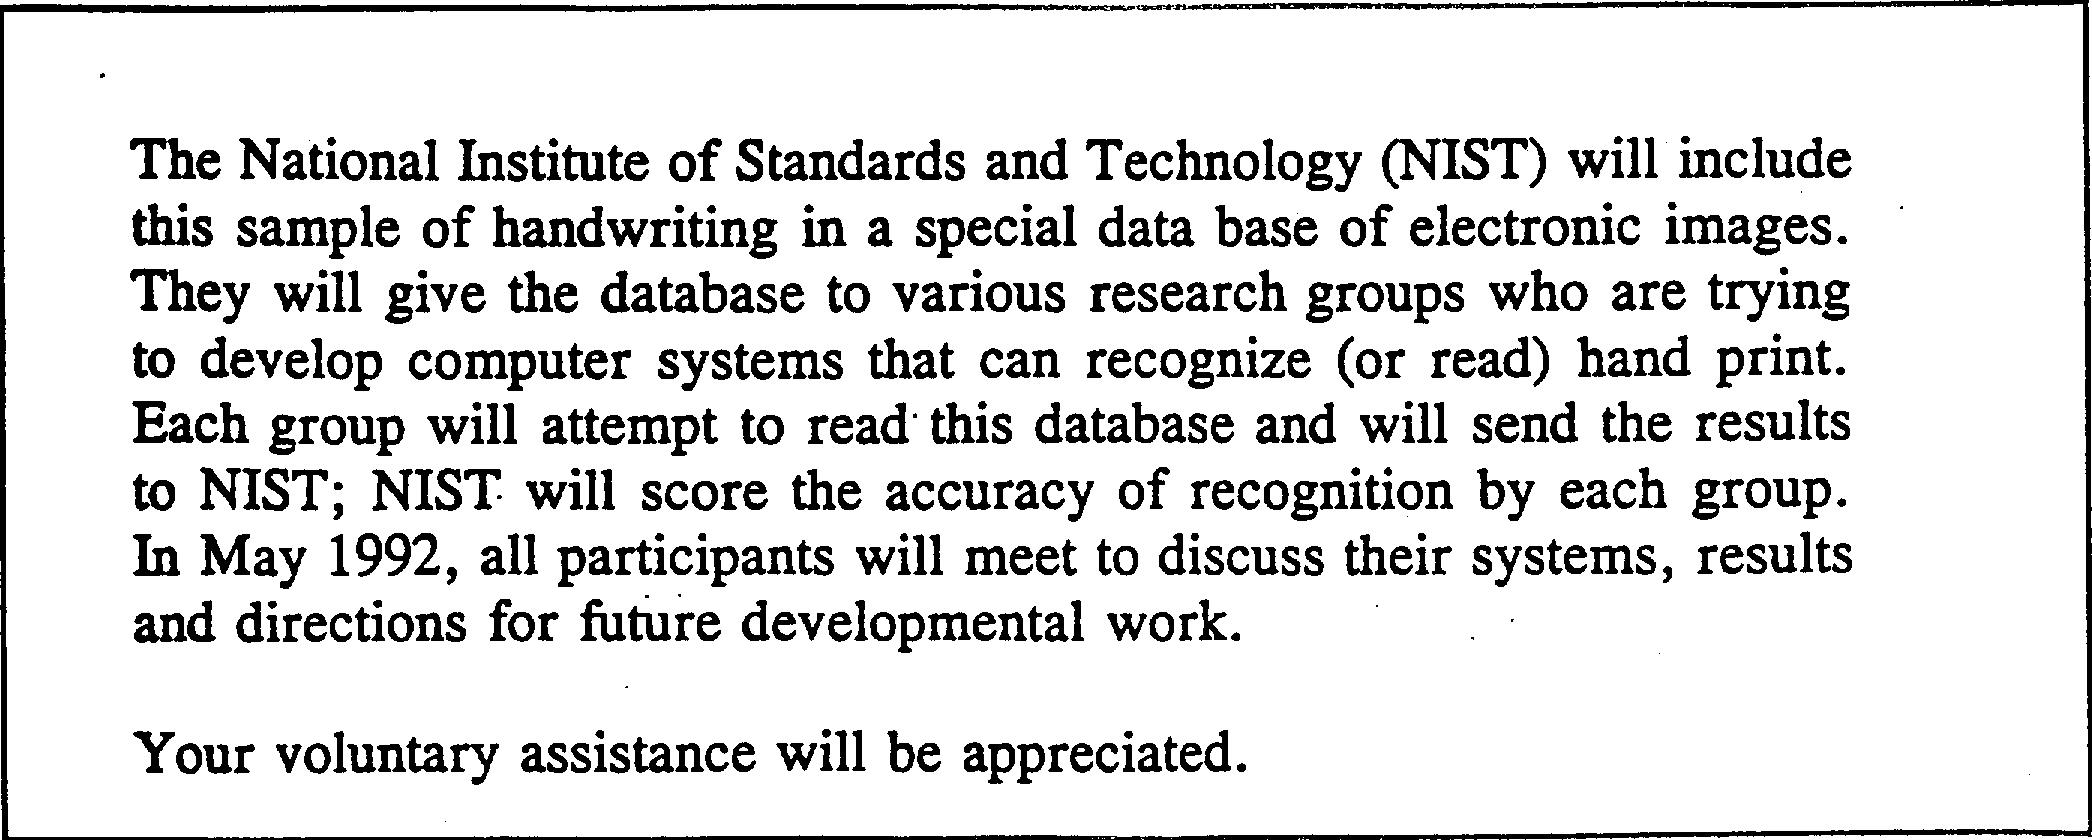 The National Institute of Standards and Technology (NIST) will include
this sample of handwriting in a special data base of electronic images.
They will give the database to various research groups who are trying
to develop computer systems that can recognize (or read) hand print.
Each group will attempt to read this database and will send the results
to NIST; NIST will score the accuracy of recognition by each group.
In May 1992, all participants will meet to discuss their systems, results
and directions for future developmental work.
Your voluntary assistance will be appreciated.